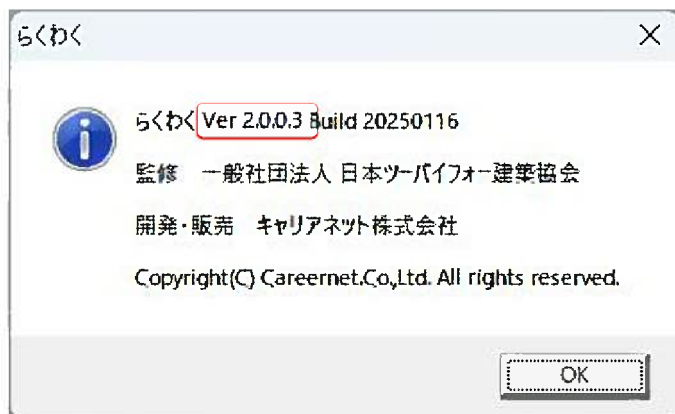 らくわく
らくわく Ver 2.0.0.3 Build 20250116
監修　一般社団法人 日本ツーバイフォー建築協会
開発・販売　キャリアネット株式会社
Copyright(C) Careernet.Co,Ltd. All rights reserved.
OK